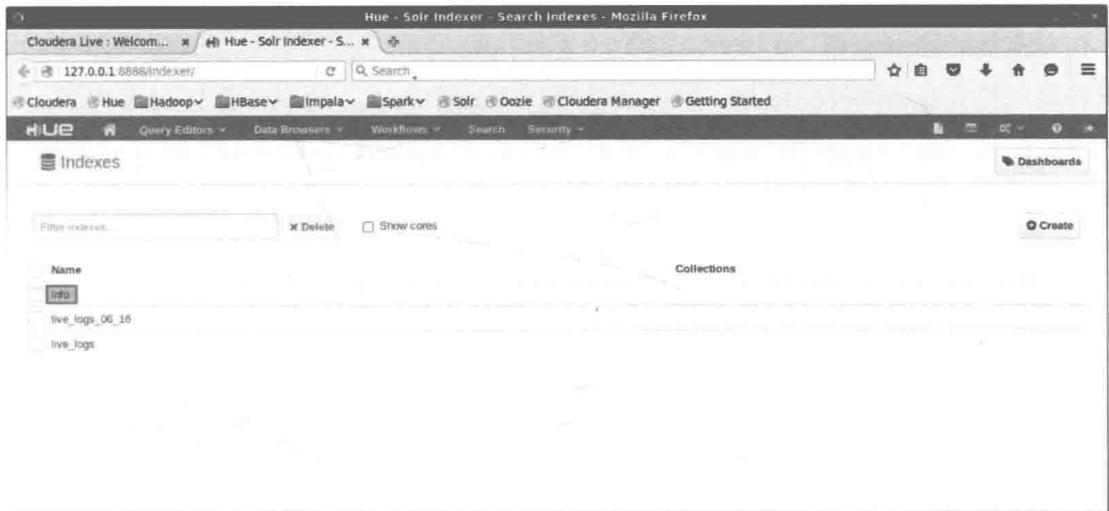 Hue - Solr Indexer - Search Indexes - Mozilla Firefox
Cloudera Live : Welcom... Hue - Solr Indexer - S...
127.0.0.1:8888/indexer/ Search
Cloudera Hue Hadoop HBase Impala Spark Solr Oozie Cloudera Manager Getting Started
HUE Query Editors Data Browsers Workflows Search Security
Indexes Dashboards
Filter indexes... Delete Show cores Create
Name Collections
Info
live_logs_06_16
live_logs